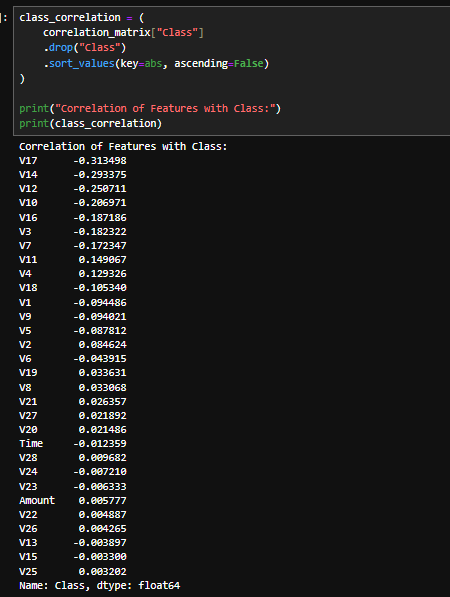 ]: class_correlation = (
    correlation_matrix["Class"]
    .drop("Class")
    .sort_values(key=abs, ascending=False)
)
print("Correlation of Features with Class:")
print(class_correlation)
Correlation of Features with Class:
V17      -0.313498
V14      -0.293375
V12      -0.250711
V10      -0.206971
V16      -0.187186
V3       -0.182322
V7       -0.172347
V11       0.149067
V4        0.129326
V18      -0.105340
V1       -0.094486
V9       -0.094021
V5       -0.087812
V2        0.084624
V6       -0.043915
V19       0.033631
V8        0.033068
V21       0.026357
V27       0.021892
V20       0.021486
Time     -0.012359
V28       0.009682
V24      -0.007210
V23      -0.006333
Amount    0.005777
V22       0.004887
V26       0.004265
V13      -0.003897
V15      -0.003300
V25       0.003202
Name: Class, dtype: float64